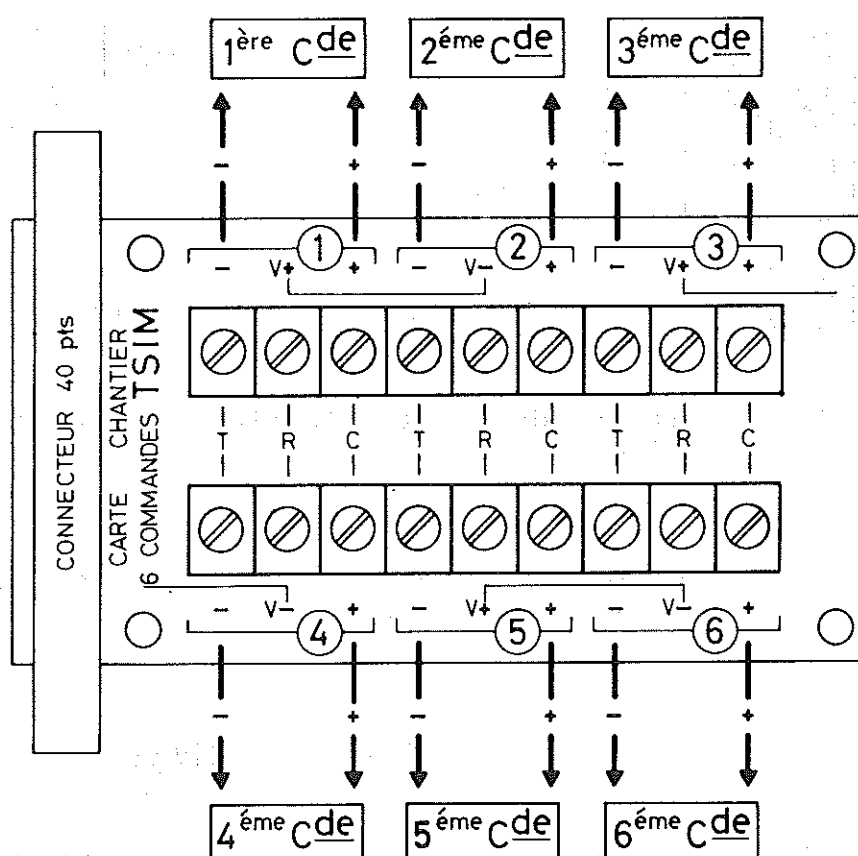 1ère Cde 2éme Cde 3éme Cde
- + - + - +
1 2 3
- V+ + - V- + - V+ +
CONNECTEUR 40 pts
CARTE CHANTIER
6 COMMANDES TSIM
T R C T R C T R C
- V- + - V+ + - V- +
4 5 6
- + - + - +
4éme Cde 5éme Cde 6éme Cde